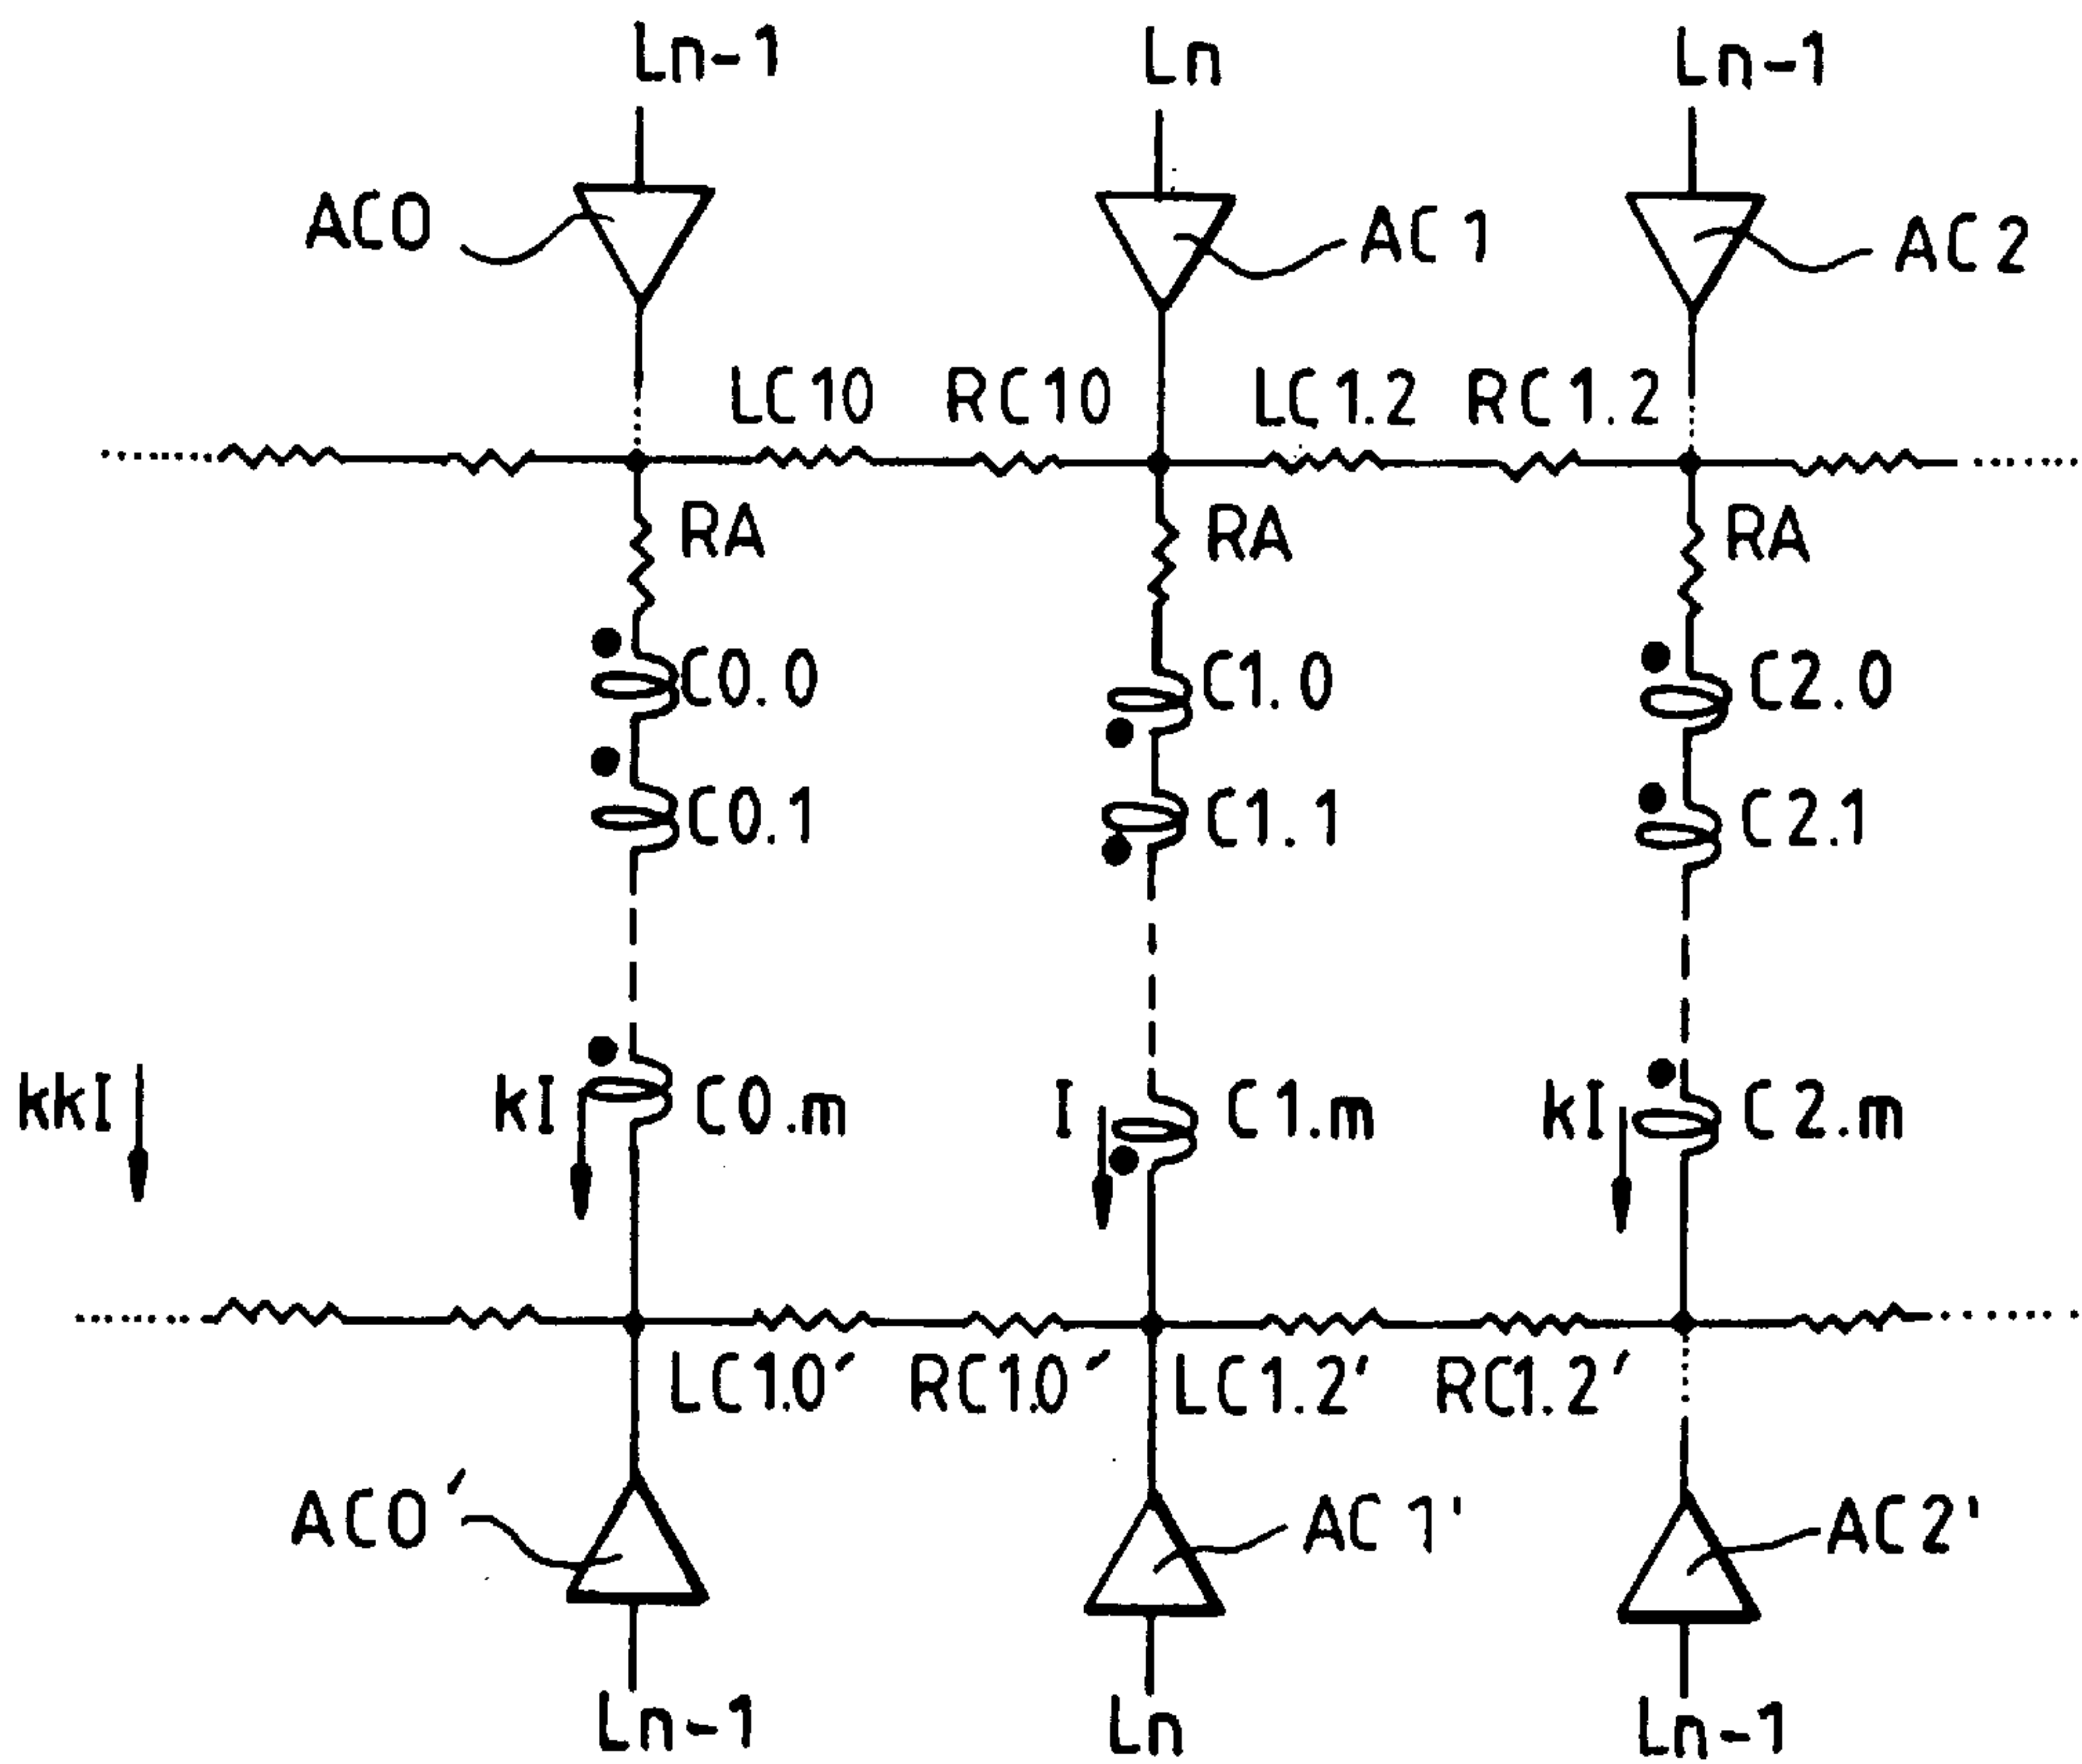 Ln-1 Ln Ln-1
AC0 AC1 AC2
LC10 RC10 LC1.2 RC1.2
RA RA RA
C0.0 C1.0 C2.0
C0.1 C1.1 C2.1
kkI kI C0.m I C1.m kI C2.m
LC1.0' RC1.0' LC1.2' RC1.2'
AC0' AC1' AC2'
Ln-1 Ln Ln-1